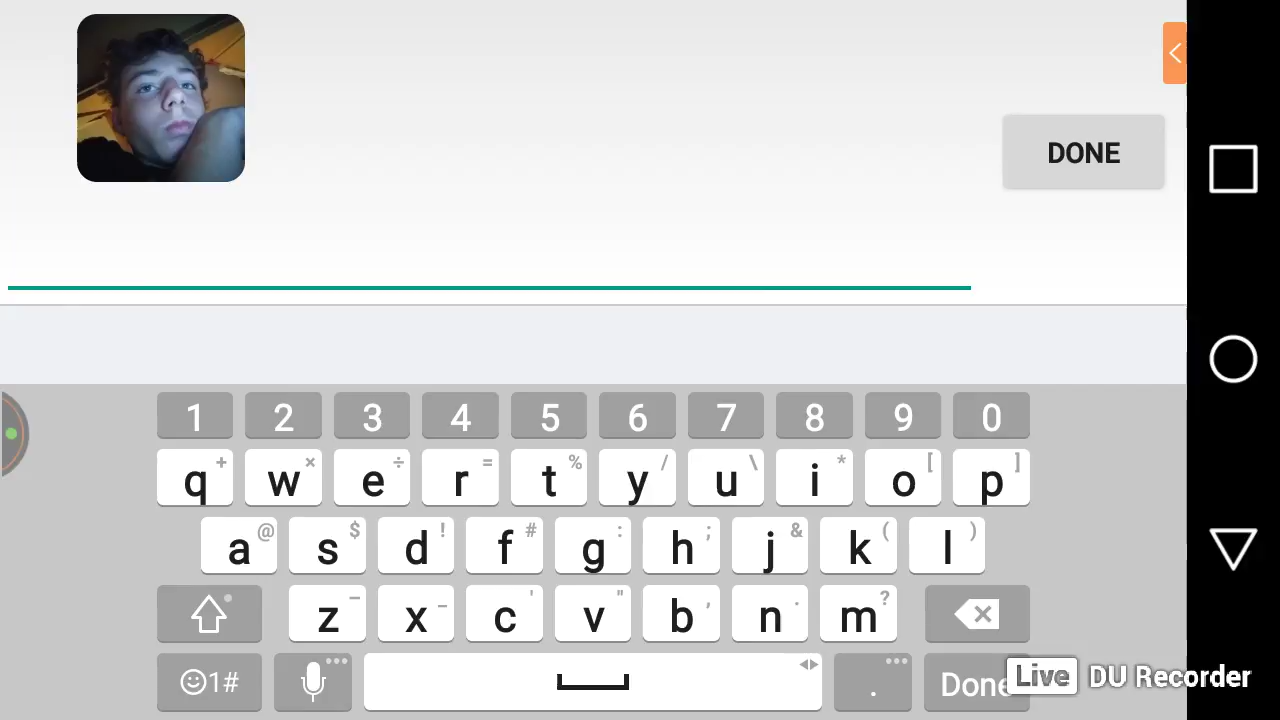 DONE
1 2 3 4 5 6 7 8 9 0
q + w × e ÷ r = t % y / u \ i * o [ p ]
a @ s $ d ! f # g : h ; j & k ( l )
z - x _ c ' v " b , n . m ?
1# ... ... . Done
Live DU Recorder